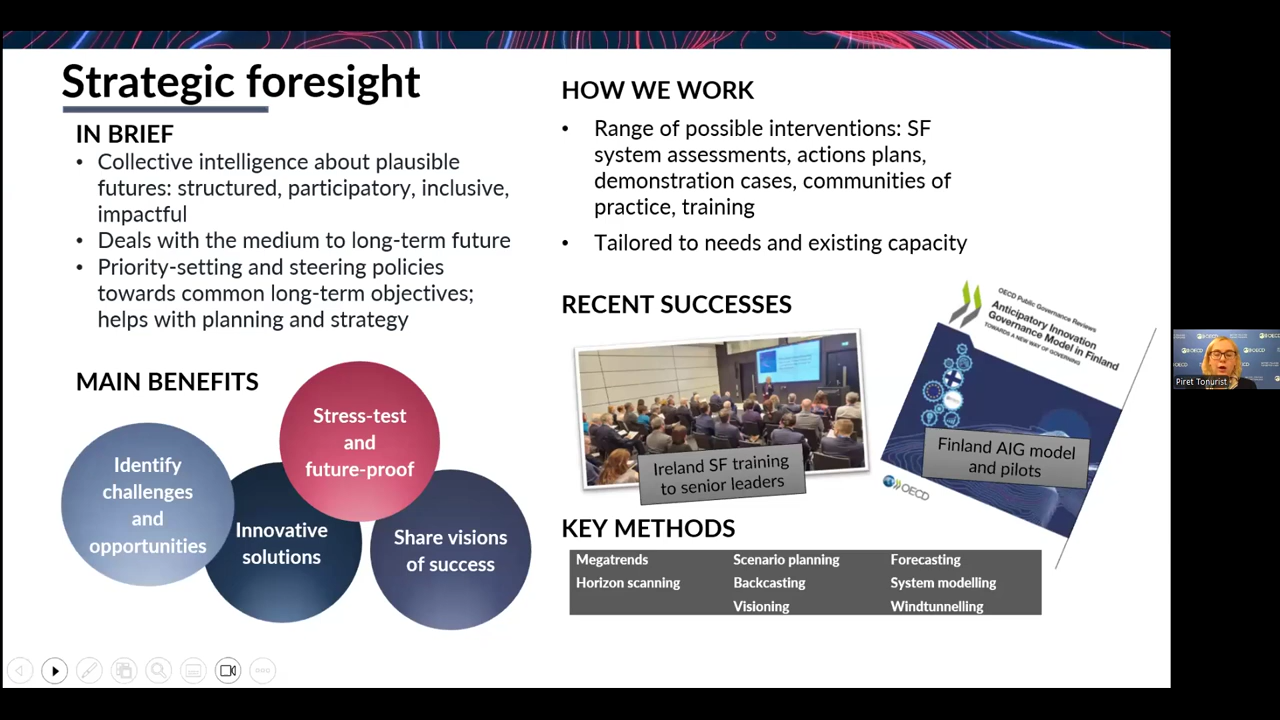 Strategic foresight
IN BRIEF
• Collective intelligence about plausible
futures: structured, participatory, inclusive,
impactful
• Deals with the medium to long-term future
• Priority-setting and steering policies
towards common long-term objectives;
helps with planning and strategy
MAIN BENEFITS
Identify
challenges
and
opportunities
Innovative
solutions
Stress-test
and
future-proof
Share visions
of success
HOW WE WORK
• Range of possible interventions: SF
system assessments, actions plans,
demonstration cases, communities of
practice, training
• Tailored to needs and existing capacity
RECENT SUCCESSES
Ireland SF training
to senior leaders
OECD Public Governance Reviews
Anticipatory Innovation
Governance Model in Finland
TOWARDS A NEW WAY OF GOVERNING
Finland AIG model
and pilots
OECD
KEY METHODS
Megatrends Scenario planning Forecasting
Horizon scanning Backcasting System modelling
Visioning Windtunnelling
Piret Tonurist